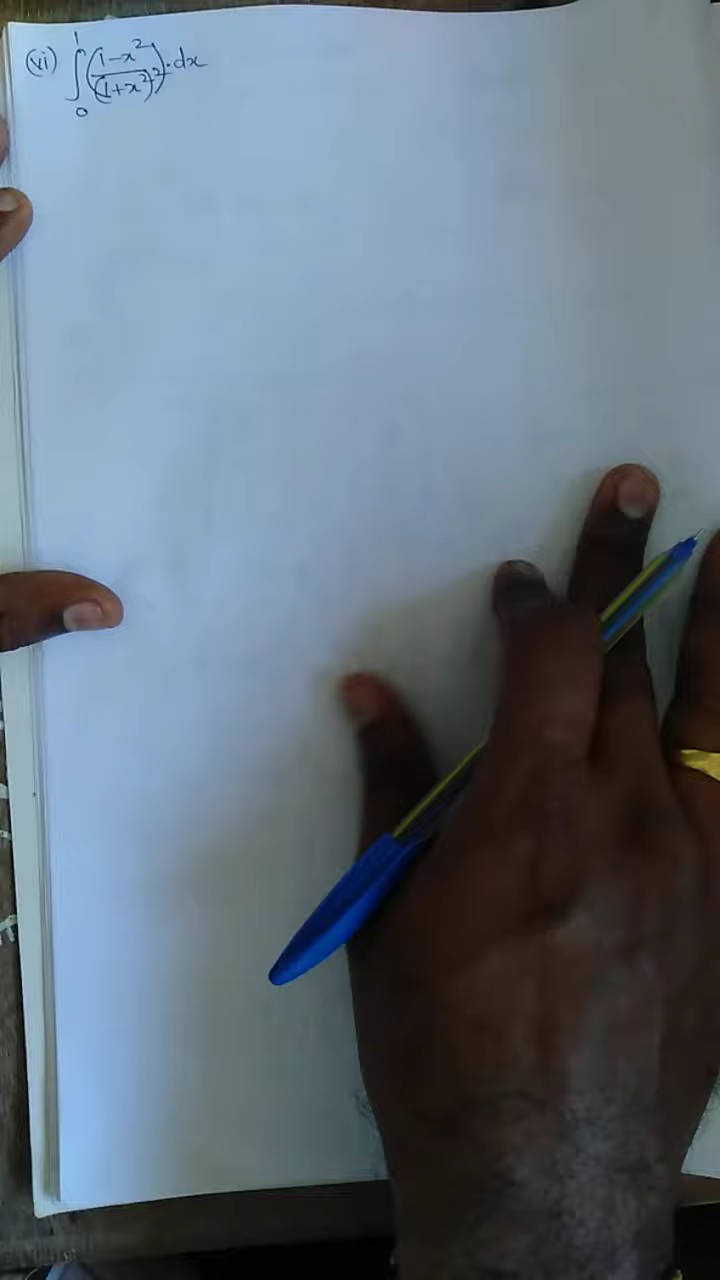 (vi) ∫₀¹ ((1-x²)/(1+x²)²)·dx